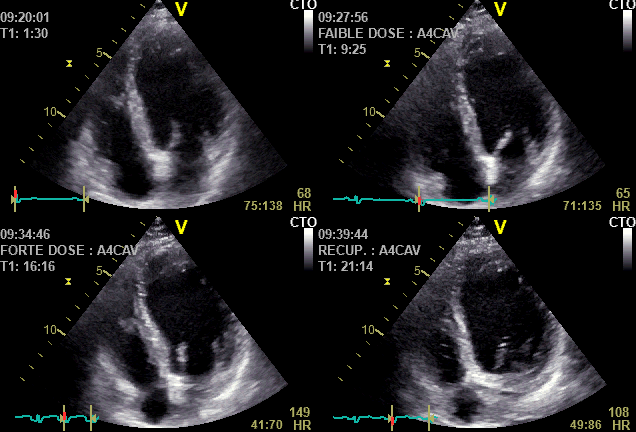 CTO
09:20:01
T1: 1:30
V
5
10
68
75:138 HR
CTO
09:27:56
FAIBLE DOSE : A4CAV
T1: 9:25
V
5
10
65
71:135 HR
CTO
09:34:46
FORTE DOSE : A4CAV
T1: 16:16
V
5
10
149
41:70 HR
CTO
09:39:44
RECUP. : A4CAV
T1: 21:14
V
5
10
108
49:86 HR